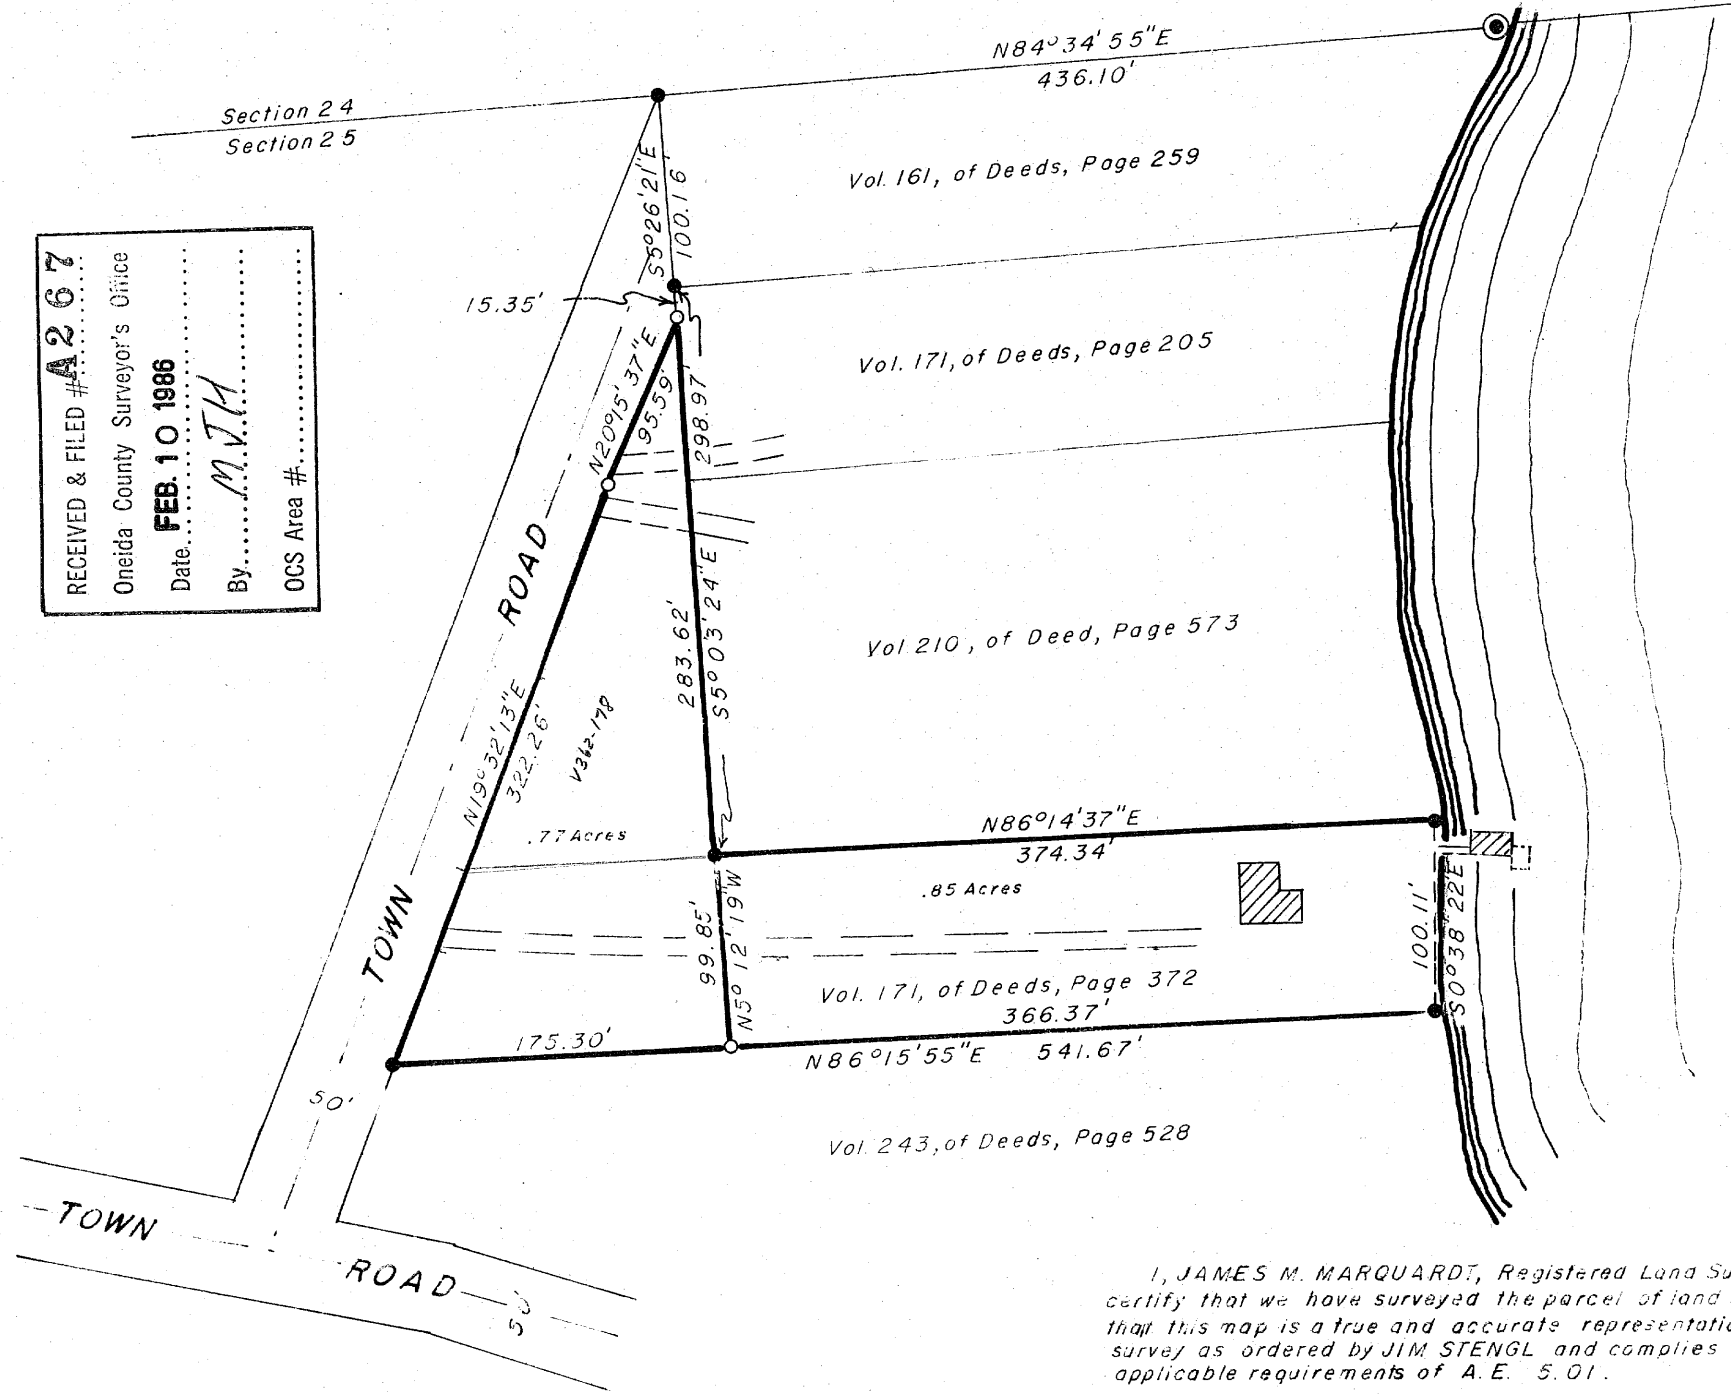 N84°34'55"E
436.10'
Section 24
Section 25
S5°26'21"E
100.16'
Vol. 161, of Deeds, Page 259
RECEIVED & FILED #A267
Oneida County Surveyor's Office
Date FEB. 10 1986
By M.J.H.
OCS Area #
15.35'
N20°15'37"E
95.59'
298.97'
Vol. 171, of Deeds, Page 205
TOWN ROAD
283.62'
S5°03'24"E
Vol 210, of Deed, Page 573
N19°32'13"E
322.26'
V362-178
.77 Acres
N86°14'37"E
374.34'
.85 Acres
99.85'
N5°12'19"W
100.11'
S0°38'22"E
Vol. 171, of Deeds, Page 372
366.37'
175.30'
N86°15'55"E 541.67'
50'
Vol. 243, of Deeds, Page 528
TOWN
ROAD
50'
I, JAMES M. MARQUARDT, Registered Land Su
certify that we have surveyed the parcel of land
that this map is a true and accurate representatio
survey as ordered by JIM STENGL and complies
applicable requirements of A.E. 5.01.